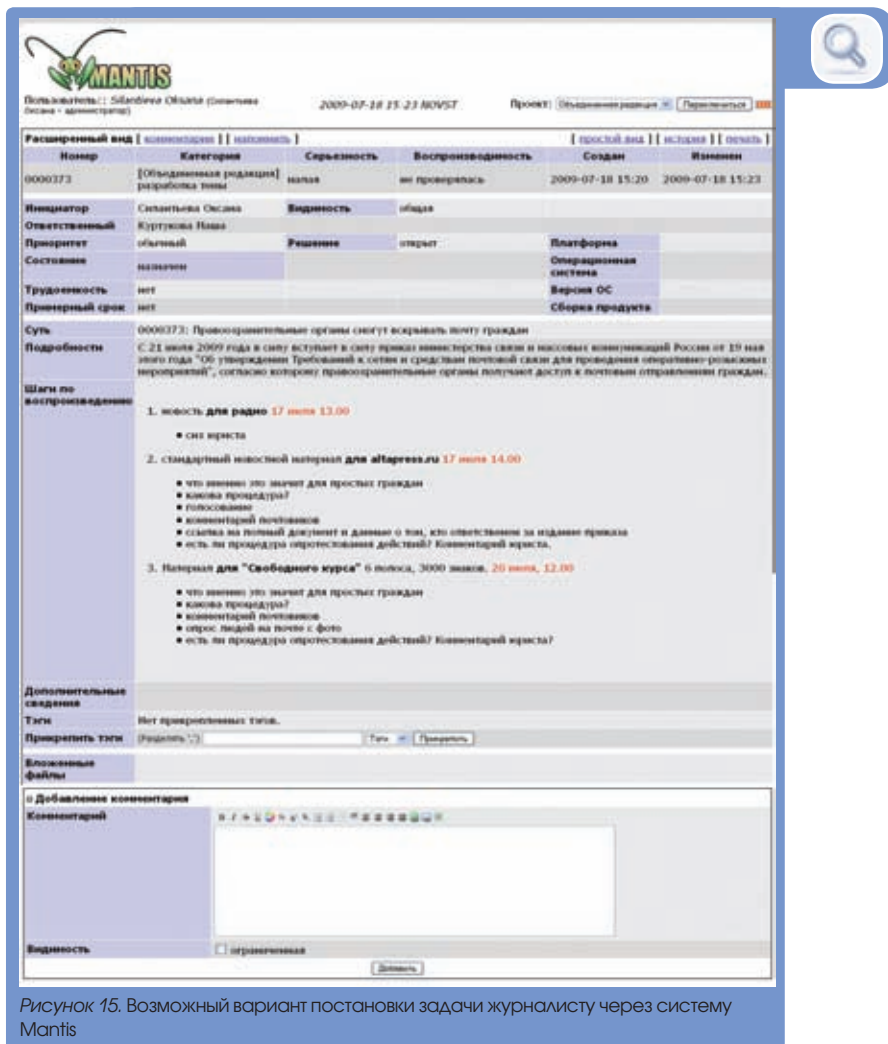 MANTIS
Пользователь:: Silantieva Oksana (Силантьева Оксана - администратор)
2009-07-18 15-23 NOVST
Проект: Объединенная редакция Переключиться
Расширенный вид [ комментарии ] [ напомнить ] [ простой вид ] [ история ] [ печать ]
Номер Категория Серьезность Воспроизводимость Создан Изменен
0000373 [Объединенная редакция] разработка темы малая не проверялась 2009-07-18 15:20 2009-07-18 15:23
Инициатор Силантьева Оксана Видимость общая
Ответственный Куртукова Маша
Приоритет обычный Решение открыт Платформа
Состояние назначен Операционная система
Трудоемкость нет Версия ОС
Примерный срок нет Сборка продукта
Суть 0000373: Правоохранительные органы смогут вскрывать почту граждан
Подробности С 21 июля 2009 года в силу вступает в силу приказ министерства связи и массовых коммуникаций России от 19 мая
этого года "Об утверждении Требований к сетям и средствам почтовой связи для проведения оперативно-розыскных
мероприятий", согласно которому правоохранительные органы получают доступ к почтовым отправлениям граждан.
Шаги по воспроизведению
1. новость для радио 17 июля 13.00
• снх юриста
2. стандартный новостной материал для altapress.ru 17 июля 14.00
• что именно это значит для простых граждан
• какова процедура?
• голосование
• комментарий почтовиков
• ссылка на полный документ и данные о том, кто ответственен за издание приказа
• есть ли процедура опротестования действий? Комментарий юриста.
3. Материал для "Свободного курса" 6 полоса, 3000 знаков, 20 июля, 12.00
• что именно это значит для простых граждан
• какова процедура?
• комментарий почтовиков
• опрос людей на почте с фото
• есть ли процедура опротестования действий? Комментарий юриста?
Дополнительные сведения
Тэги Нет прикрепленных тэгов.
Прикрепить тэги (Разделять ",") Тэги Прикрепить
Вложенные файлы
Добавление комментария
Комментарий
Видимость ограниченная
Добавить
Рисунок 15. Возможный вариант постановки задачи журналисту через систему
Mantis